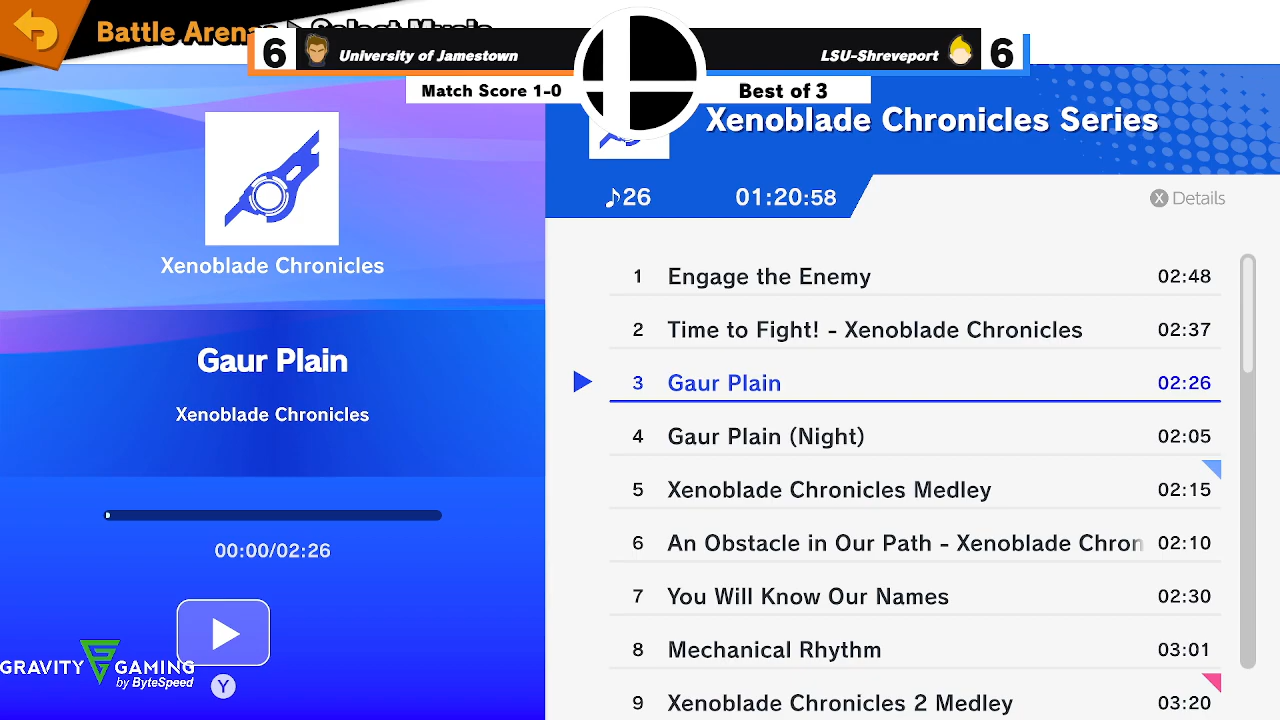 Battle Arenas ▶ Select Music
6 University of Jamestown
LSU-Shreveport 6
Match Score 1-0
Best of 3
Xenoblade Chronicles Series
♪26 01:20:58
X Details
Xenoblade Chronicles
Gaur Plain
Xenoblade Chronicles
00:00/02:26
Y
GRAVITY GAMING
by ByteSpeed
1 Engage the Enemy 02:48
2 Time to Fight! - Xenoblade Chronicles 02:37
3 Gaur Plain 02:26
4 Gaur Plain (Night) 02:05
5 Xenoblade Chronicles Medley 02:15
6 An Obstacle in Our Path - Xenoblade Chron 02:10
7 You Will Know Our Names 02:30
8 Mechanical Rhythm 03:01
9 Xenoblade Chronicles 2 Medley 03:20